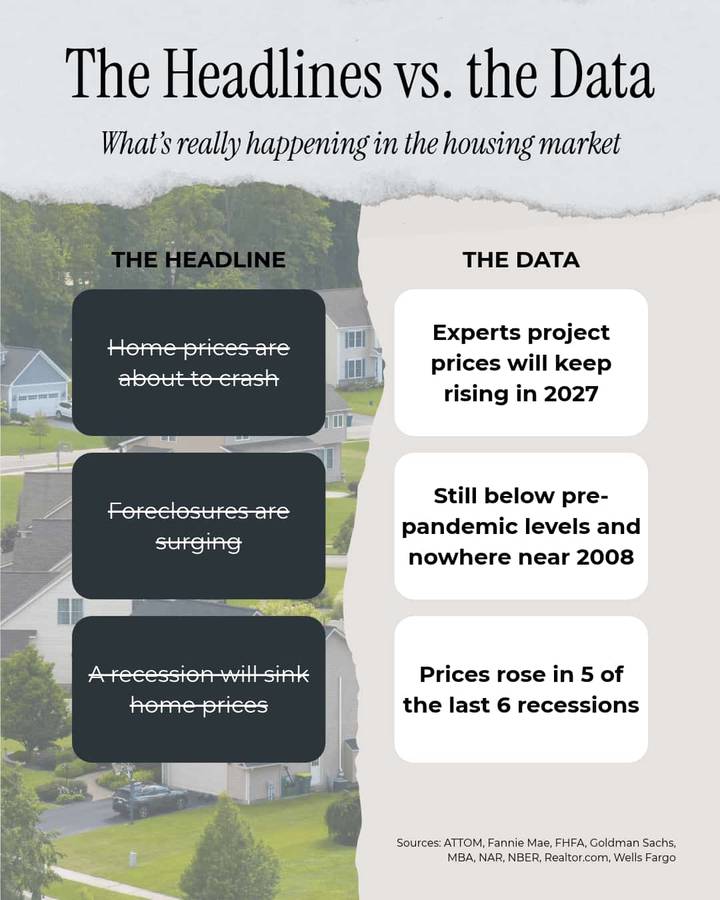 The Headlines vs. the Data
What's really happening in the housing market
THE HEADLINE
THE DATA
Home prices are
about to crash
Experts project
prices will keep
rising in 2027
Foreclosures are
surging
Still below pre-
pandemic levels and
nowhere near 2008
A recession will sink
home prices
Prices rose in 5 of
the last 6 recessions
Sources: ATTOM, Fannie Mae, FHFA, Goldman Sachs,
MBA, NAR, NBER, Realtor.com, Wells Fargo